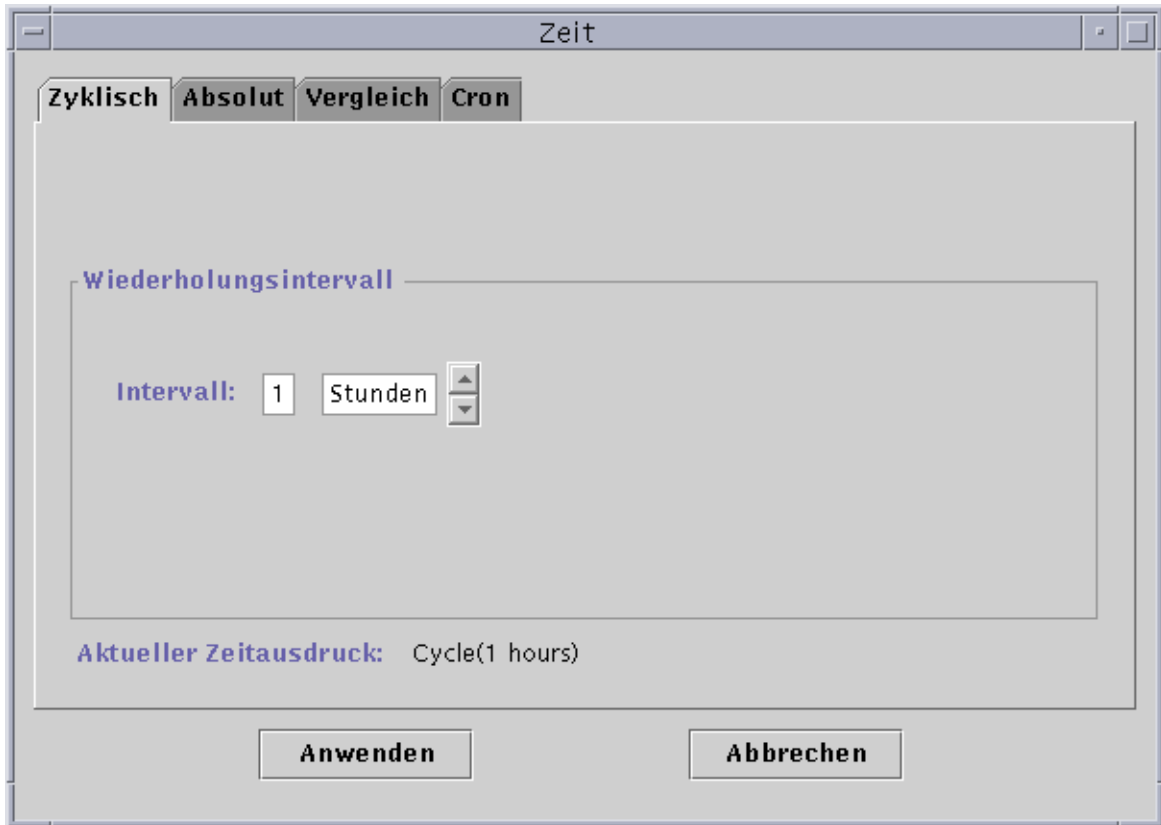 Zeit
Zyklisch Absolut Vergleich Cron
Wiederholungsintervall
Intervall: 1 Stunden
Aktueller Zeitausdruck: Cycle(1 hours)
Anwenden Abbrechen